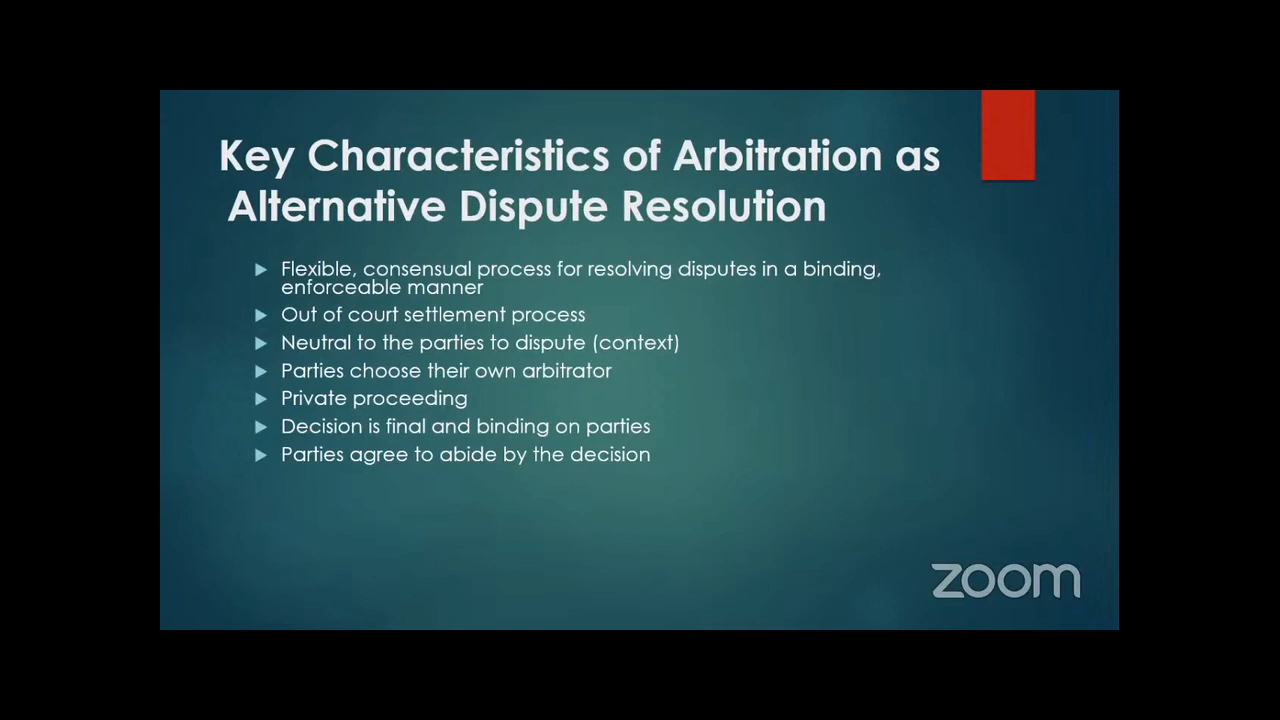 Key Characteristics of Arbitration as
Alternative Dispute Resolution
Flexible, consensual process for resolving disputes in a binding,
enforceable manner
Out of court settlement process
Neutral to the parties to dispute (context)
Parties choose their own arbitrator
Private proceeding
Decision is final and binding on parties
Parties agree to abide by the decision
zoom